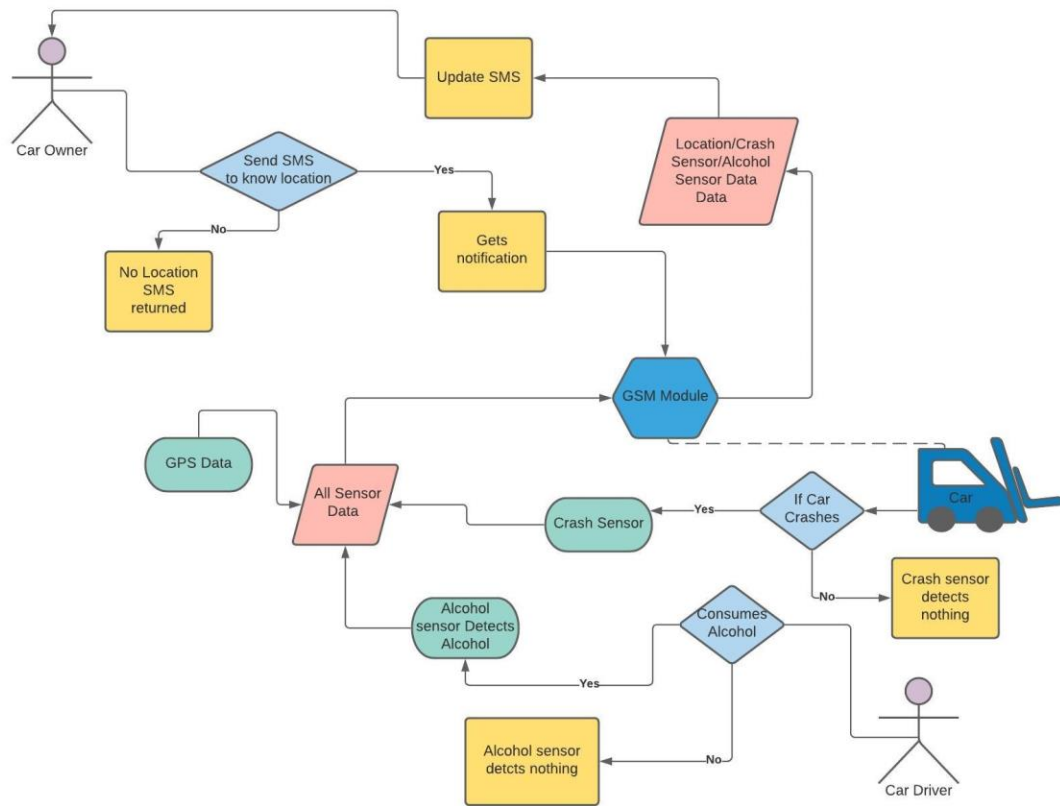 Update SMS
Car Owner
Send SMS
to know location
Yes
No
Location/Crash
Sensor/Alcohol
Sensor Data
Data
Gets
notification
No Location
SMS
returned
GSM Module
GPS Data
All Sensor
Data
Crash Sensor
Yes
If Car
Crashes
Car
No
Crash sensor
detects
nothing
Alcohol
sensor Detects
Alcohol
Consumes
Alcohol
Yes
No
Alcohol sensor
detcts nothing
Car Driver